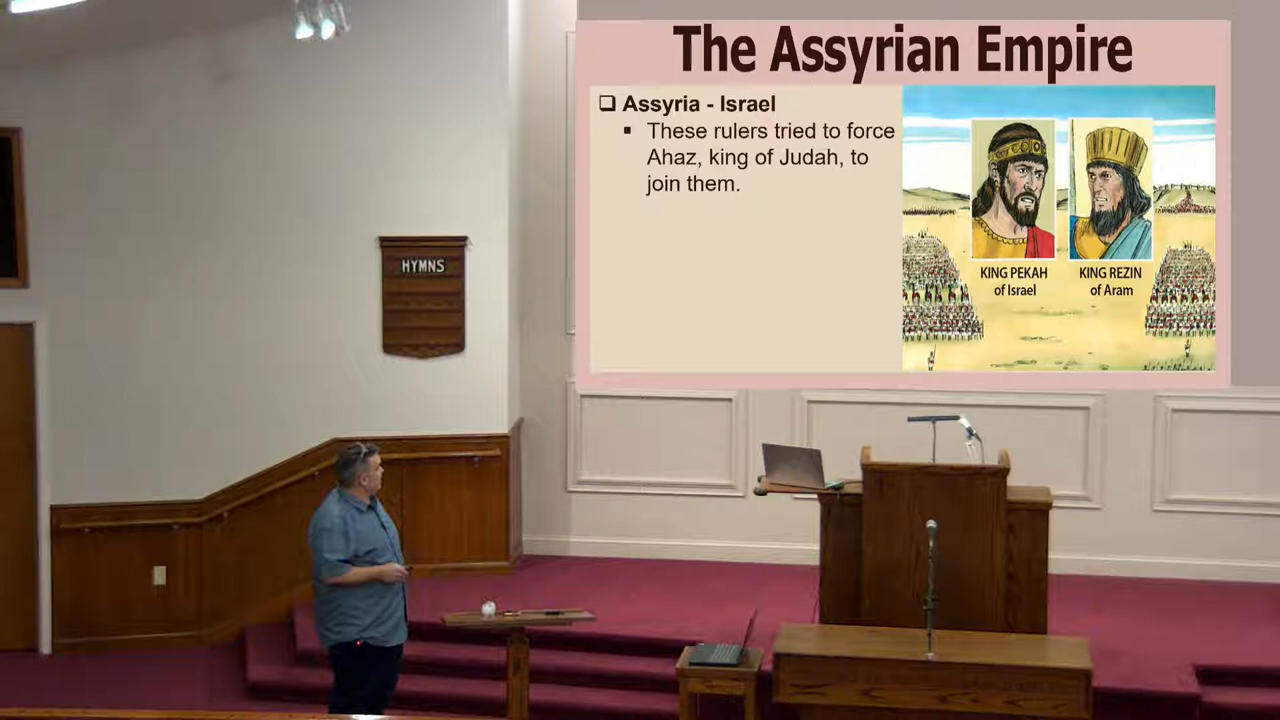 The Assyrian Empire
Assyria - Israel
These rulers tried to force
Ahaz, king of Judah, to
join them.
KING PEKAH
of Israel
KING REZIN
of Aram
HYMNS